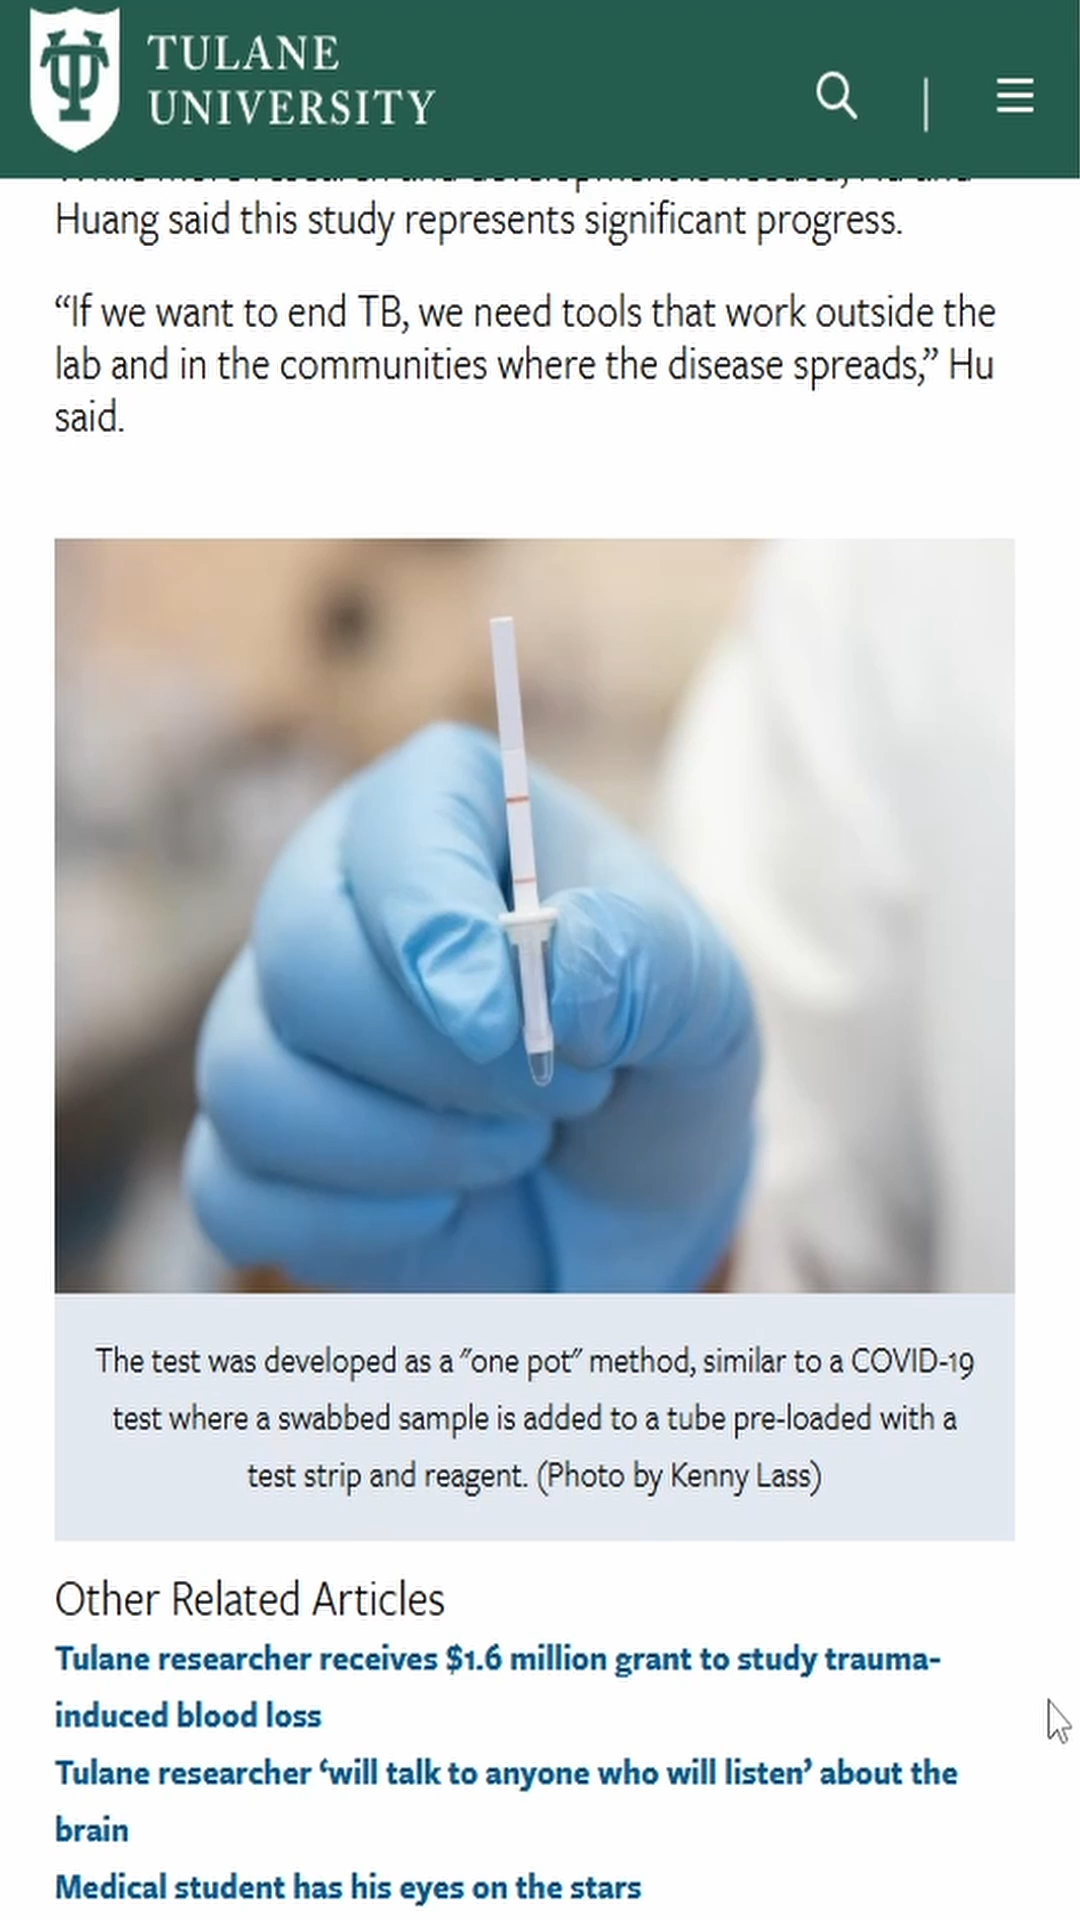 TULANE
UNIVERSITY
Huang said this study represents significant progress.
“If we want to end TB, we need tools that work outside the
lab and in the communities where the disease spreads,” Hu
said.
The test was developed as a "one pot" method, similar to a COVID-19
test where a swabbed sample is added to a tube pre-loaded with a
test strip and reagent. (Photo by Kenny Lass)
Other Related Articles
Tulane researcher receives $1.6 million grant to study trauma-
induced blood loss
Tulane researcher ‘will talk to anyone who will listen’ about the
brain
Medical student has his eyes on the stars